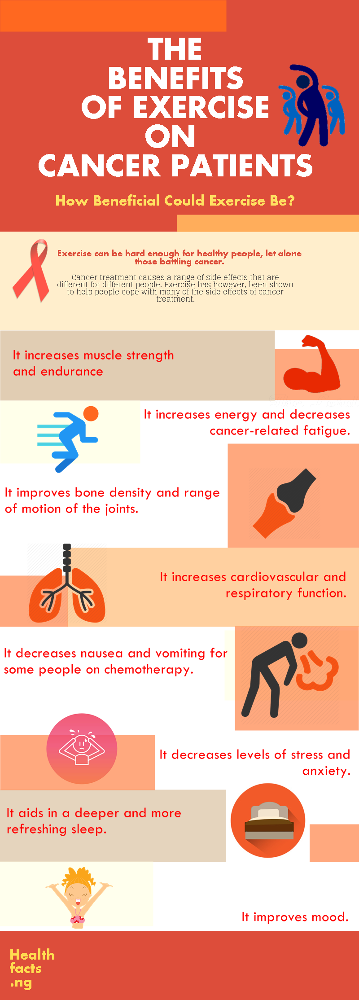 THE
BENEFITS
OF EXERCISE
ON
CANCER PATIENTS
How Beneficial Could Exercise Be?
Exercise can be hard enough for healthy people, let alone
those battling cancer.
Cancer treatment causes a range of side effects that are
different for different people. Exercise has however, been shown
to help people cope with many of the side effects of cancer
treatment.
It increases muscle strength
and endurance
It increases energy and decreases
cancer-related fatigue.
It improves bone density and range
of motion of the joints.
It increases cardiovascular and
respiratory function.
It decreases nausea and vomiting for
some people on chemotherapy.
It decreases levels of stress and
anxiety.
It aids in a deeper and more
refreshing sleep.
It improves mood.
Health
facts
.ng